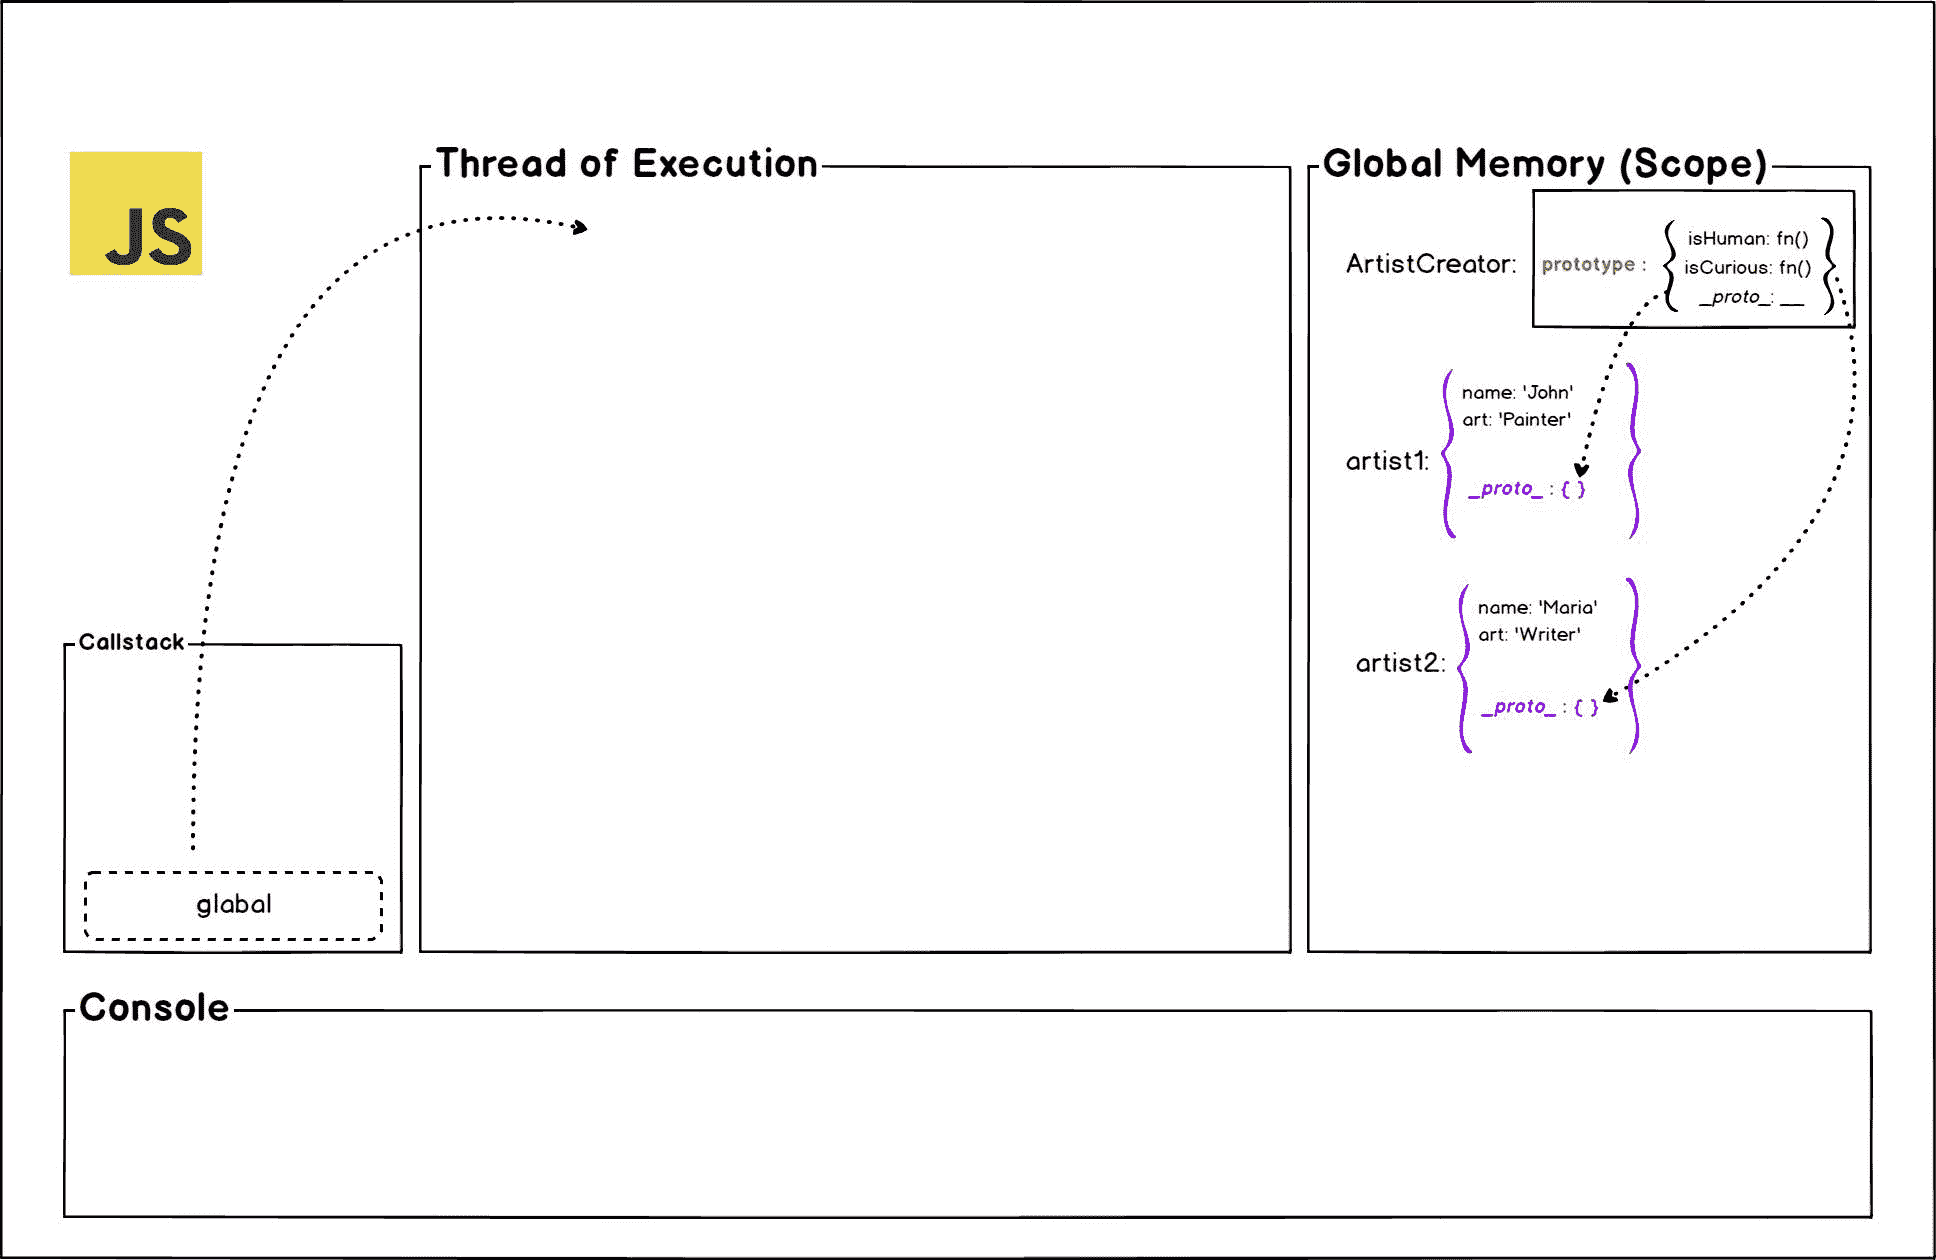 JS
Thread of Execution
Global Memory (Scope)
ArtistCreator:
prototype :
isHuman: fn()
isCurious: fn()
_proto_: __
artist1:
name: 'John'
art: 'Painter'
_proto_ : { }
artist2:
name: 'Maria'
art: 'Writer'
_proto_ : { }
Callstack
glabal
Console